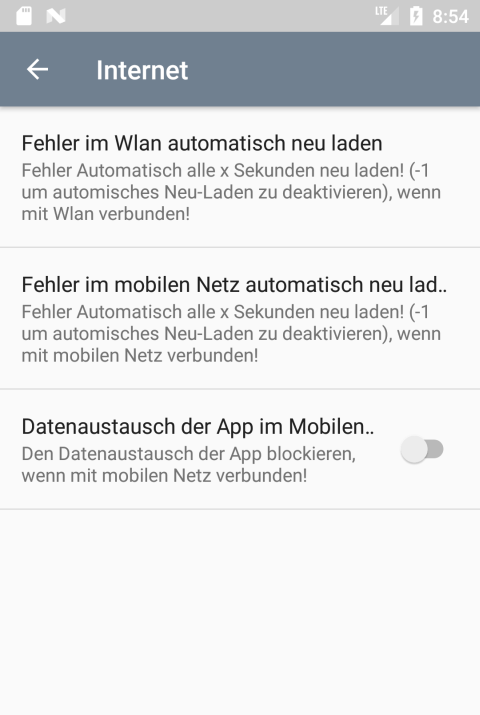 LTE 8:54
Internet
Fehler im Wlan automatisch neu laden
Fehler Automatisch alle x Sekunden neu laden! (-1
um automisches Neu-Laden zu deaktivieren), wenn
mit Wlan verbunden!
Fehler im mobilen Netz automatisch neu lad..
Fehler Automatisch alle x Sekunden neu laden! (-1
um automisches Neu-Laden zu deaktivieren), wenn
mit mobilen Netz verbunden!
Datenaustausch der App im Mobilen..
Den Datenaustausch der App blockieren,
wenn mit mobilen Netz verbunden!